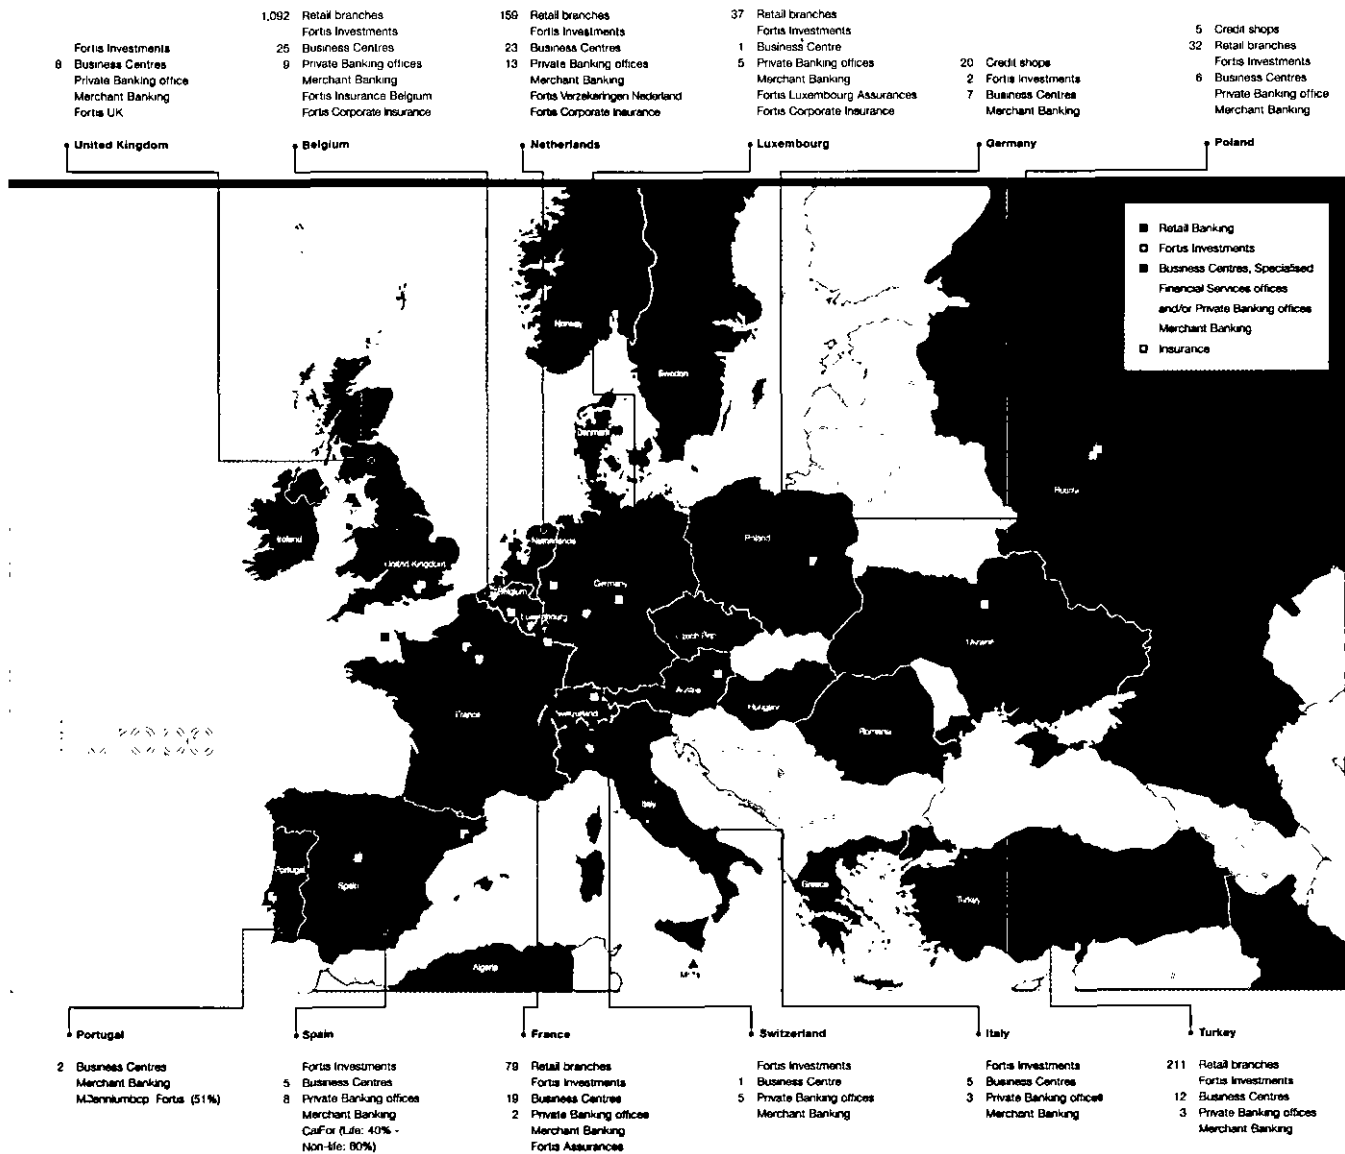 Fortis Investments
8 Business Centres
Private Banking office
Merchant Banking
Fortis UK
United Kingdom
1,092 Retail branches
Fortis Investments
25 Business Centres
9 Private Banking offices
Merchant Banking
Fortis Insurance Belgium
Fortis Corporate Insurance
Belgium
159 Retail branches
Fortis Investments
23 Business Centres
13 Private Banking offices
Merchant Banking
Fortis Verzekeringen Nederland
Fortis Corporate Insurance
Netherlands
37 Retail branches
Fortis Investments
1 Business Centre
5 Private Banking offices
Merchant Banking
Fortis Luxembourg Assurances
Fortis Corporate Insurance
Luxembourg
20 Credit shops
2 Fortis Investments
7 Business Centres
Merchant Banking
Germany
5 Credit shops
32 Retail branches
Fortis Investments
6 Business Centres
Private Banking office
Merchant Banking
Poland
Retail Banking
Fortis Investments
Business Centres, Specialised
Financial Services offices
and/or Private Banking offices
Merchant Banking
Insurance
Norway
Sweden
Denmark
Russia
Ireland
United Kingdom
Netherlands
Poland
Belgium
Germany
Luxembourg
Czech Rep.
Ukraine
France
Switzerland
Austria
Hungary
Romania
Italy
Portugal
Spain
Greece
Turkey
Algeria
Malta
Portugal
2 Business Centres
Merchant Banking
Millenniumbcp Fortis (51%)
Spain
Fortis Investments
5 Business Centres
8 Private Banking offices
Merchant Banking
CaiFor (Life: 40% -
Non-life: 60%)
France
79 Retail branches
Fortis Investments
19 Business Centres
2 Private Banking offices
Merchant Banking
Fortis Assurances
Switzerland
Fortis Investments
1 Business Centre
5 Private Banking offices
Merchant Banking
Italy
Fortis Investments
5 Business Centres
3 Private Banking offices
Merchant Banking
Turkey
211 Retail branches
Fortis Investments
12 Business Centres
3 Private Banking offices
Merchant Banking